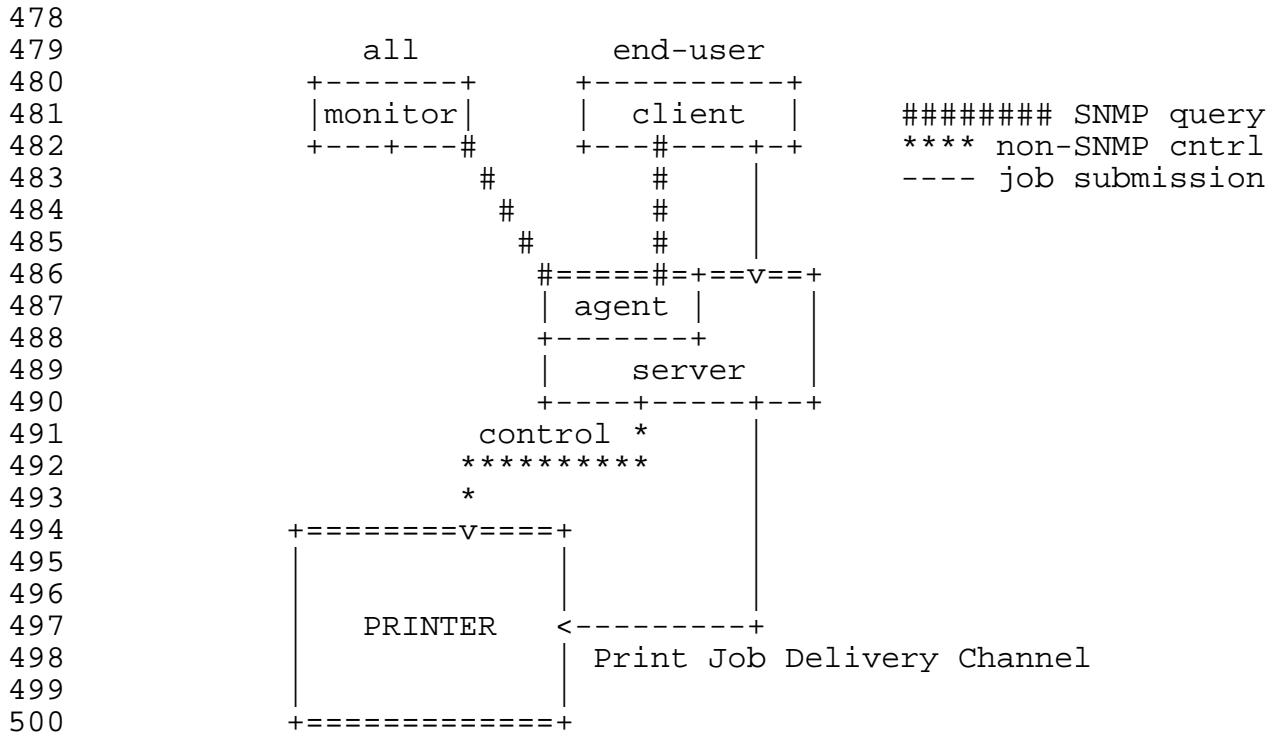 478
479                all            end-user
480             +-------+      +----------+
481             |monitor|      |  client  |      ######## SNMP query
482             +---+---#      +---#----+-+      **** non-SNMP cntrl
483                      #         #    |        ---- job submission
484                       #        #    |
485                        #       #    |
486                         #=====#=+==v==+
487                         | agent |     |
488                         +-------+     |
489                         |    server   |
490                         +----+-----+--+
491                      control *     |
492                     **********     |
493                     *              |
494            +========v====+         |
495            |             |         |
496            |             |         |
497            |   PRINTER   <---------+
498            |             | Print Job Delivery Channel
499            |             |
500            +=============+